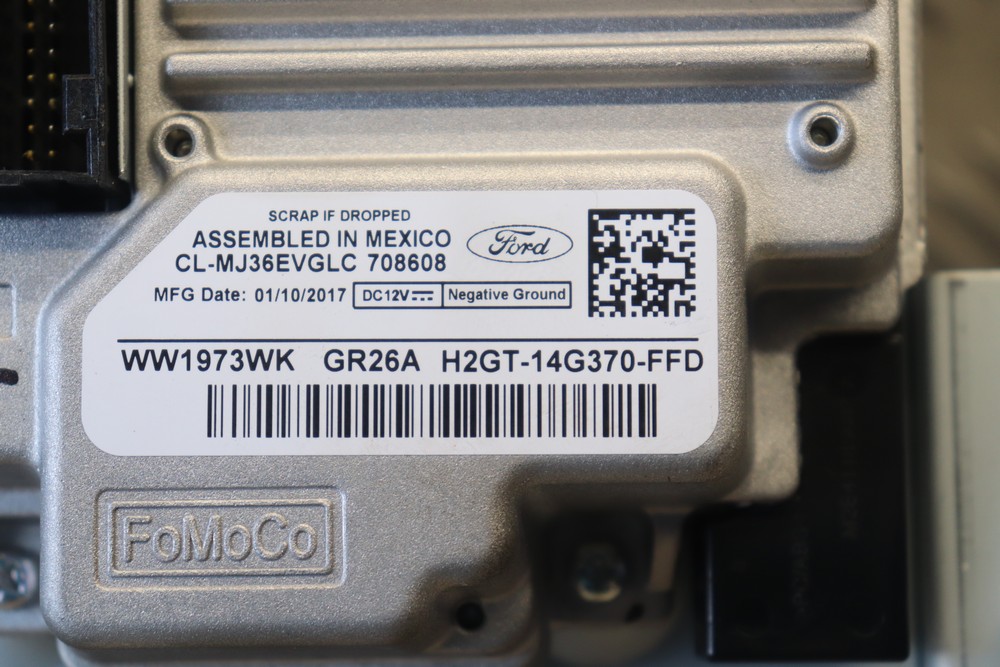 SCRAP IF DROPPED
ASSEMBLED IN MEXICO
CL-MJ36EVGLC 708608
Ford
MFG Date: 01/10/2017 DC12V⎓ Negative Ground
WW1973WK GR26A H2GT-14G370-FFD
FoMoCo